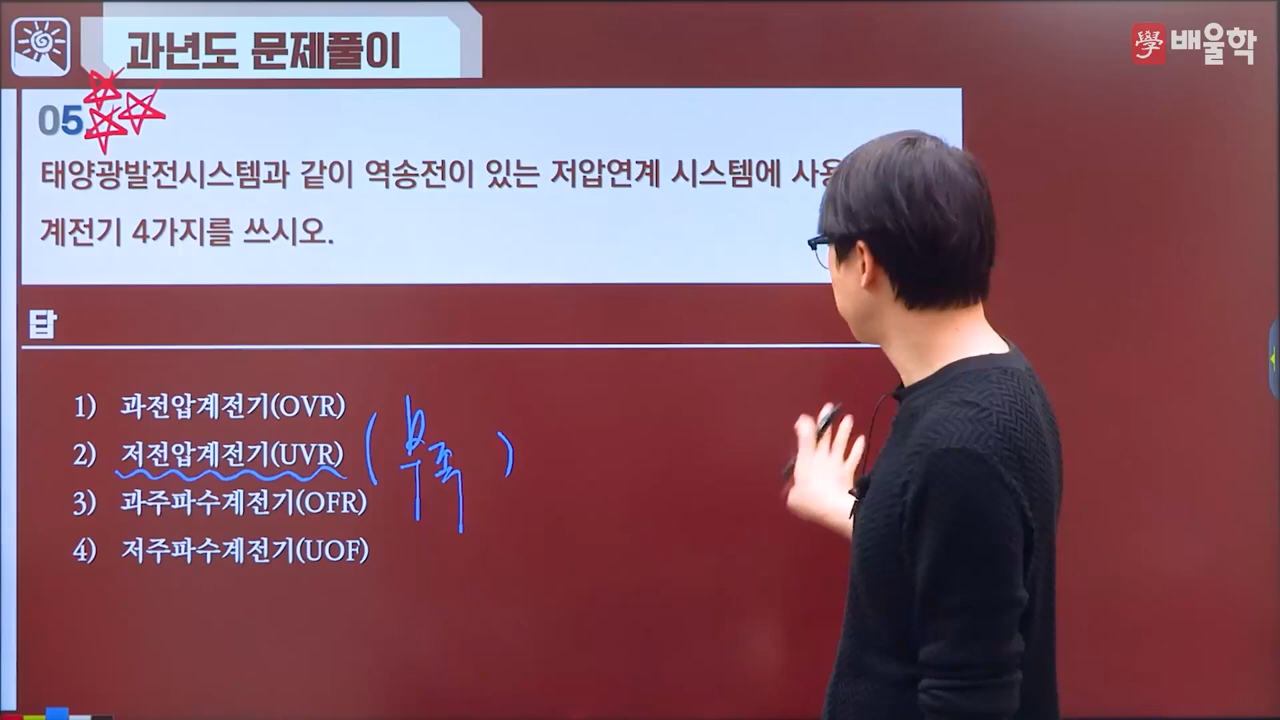 과년도 문제풀이
學 배울학
05.
태양광발전시스템과 같이 역송전이 있는 저압연계 시스템에
계전기 4가지를 쓰시오.
답
1) 과전압계전기(OVR)
2) 저전압계전기(UVR) (부족 )
3) 과주파수계전기(OFR)
4) 저주파수계전기(UOF)